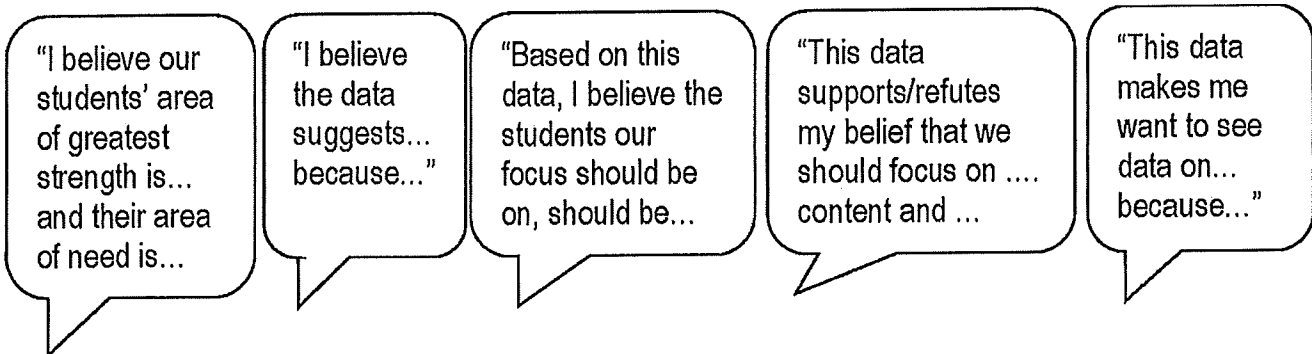 “I believe our
students’ area
of greatest
strength is...
and their area
of need is...
“I believe
the data
suggests...
because...”
“Based on this
data, I believe the
students our
focus should be
on, should be...
“This data
supports/refutes
my belief that we
should focus on ....
content and ...
“This data
makes me
want to see
data on...
because...”